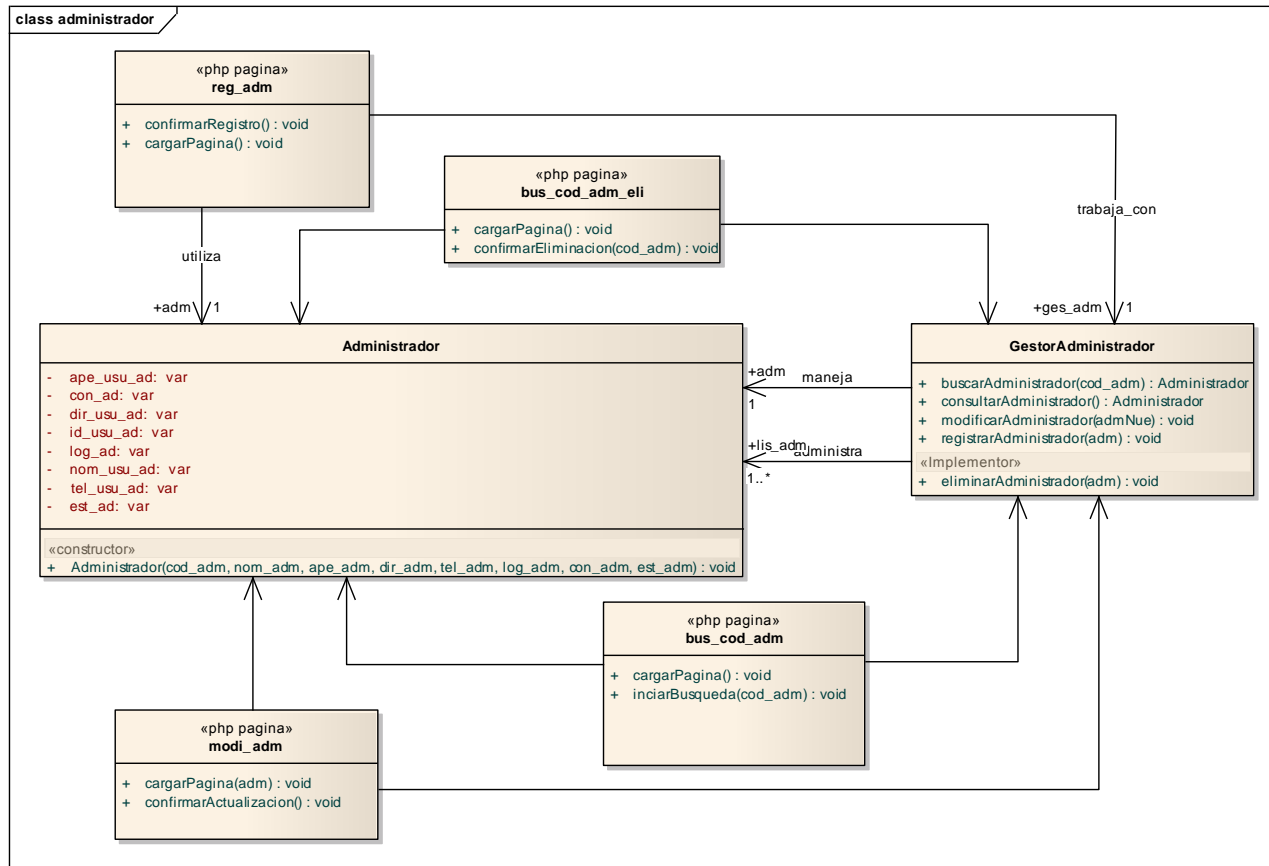 class administrador
«php pagina»
reg_adm
+ confirmarRegistro() : void
+ cargarPagina() : void
«php pagina»
bus_cod_adm_eli
+ cargarPagina() : void
+ confirmarEliminacion(cod_adm) : void
trabaja_con
utiliza
+adm 1
+ges_adm 1
Administrador
- ape_usu_ad: var
- con_ad: var
- dir_usu_ad: var
- id_usu_ad: var
- log_ad: var
- nom_usu_ad: var
- tel_usu_ad: var
- est_ad: var
«constructor»
+ Administrador(cod_adm, nom_adm, ape_adm, dir_adm, tel_adm, log_adm, con_adm, est_adm) : void
+adm maneja
1
+lis_adm administra
1..*
GestorAdministrador
+ buscarAdministrador(cod_adm) : Administrador
+ consultarAdministrador() : Administrador
+ modificarAdministrador(admNue) : void
+ registrarAdministrador(adm) : void
«Implementor»
+ eliminarAdministrador(adm) : void
«php pagina»
bus_cod_adm
+ cargarPagina() : void
+ inciarBusqueda(cod_adm) : void
«php pagina»
modi_adm
+ cargarPagina(adm) : void
+ confirmarActualizacion() : void